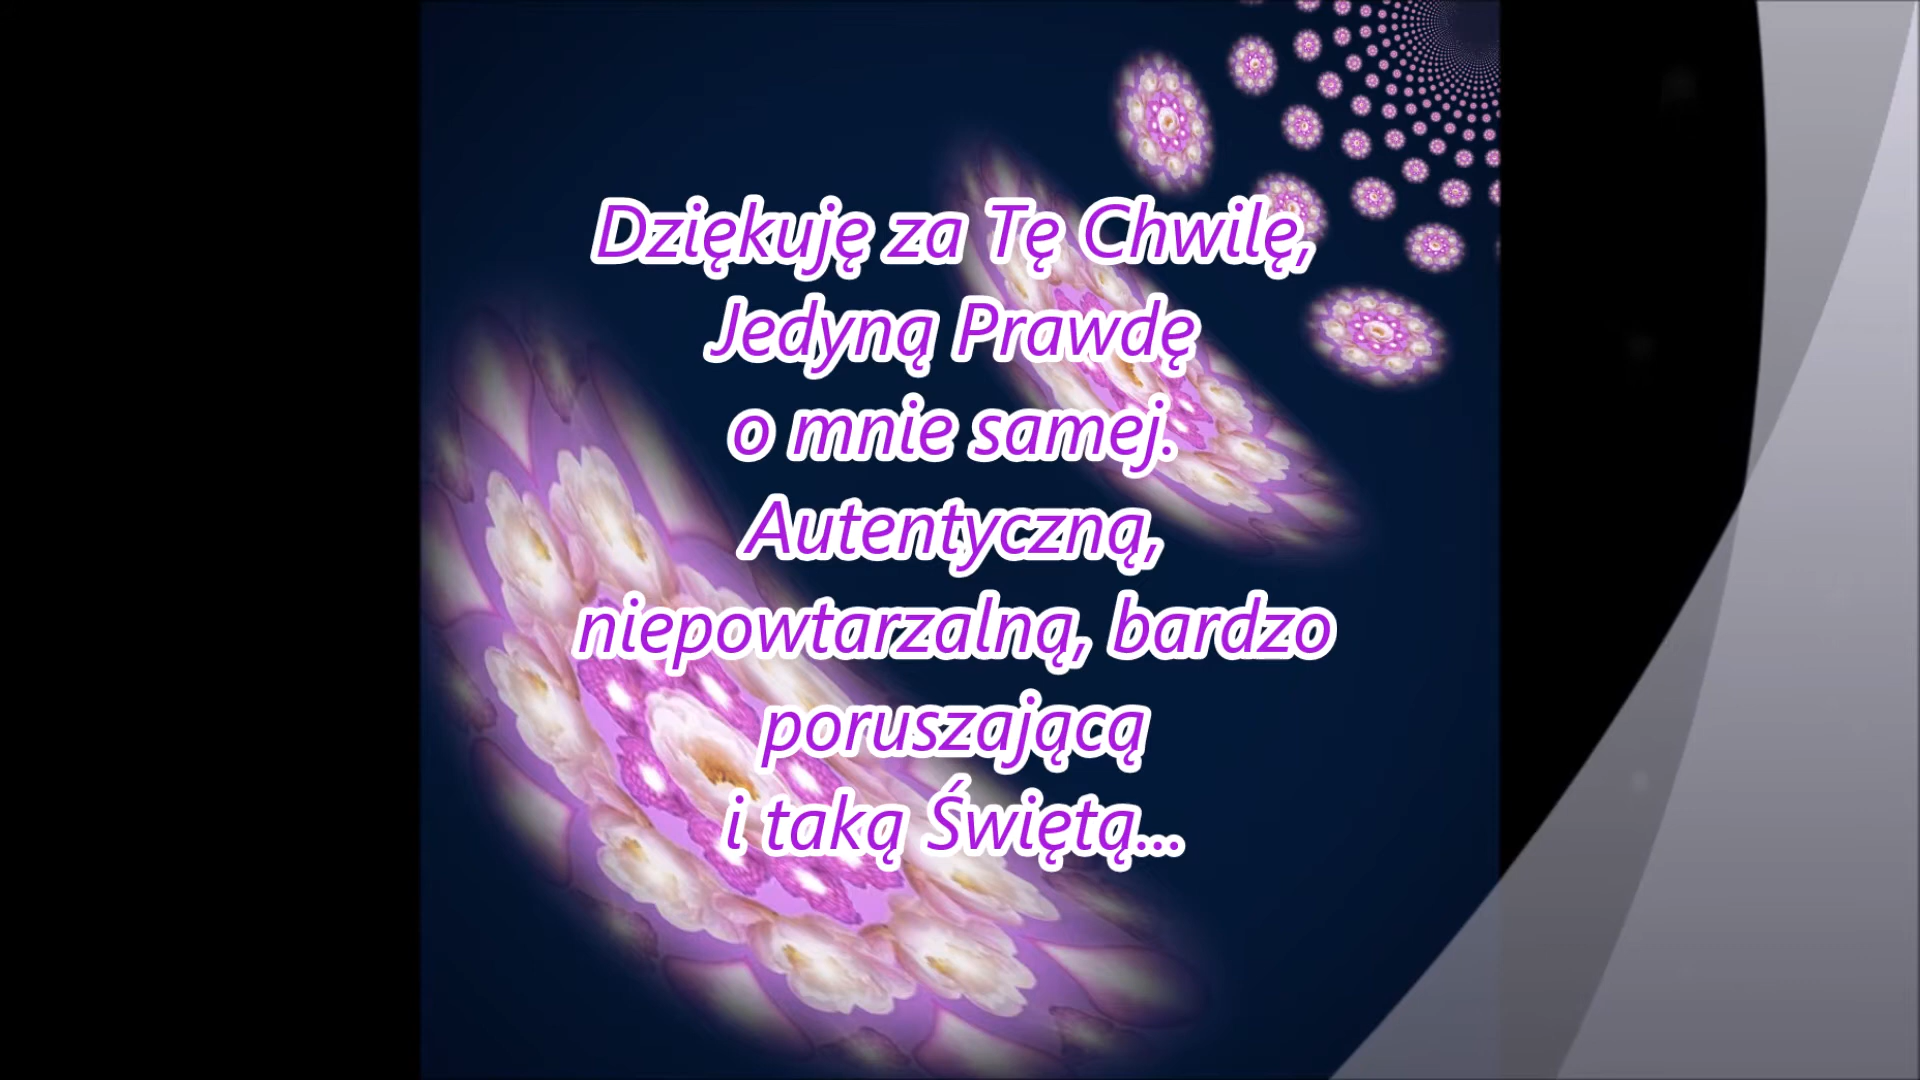 Dziękuję za Tę Chwilę,
Jedyną Prawdę
o mnie samej.
Autentyczną,
niepowtarzalną, bardzo
poruszającą
i taką Świętą...